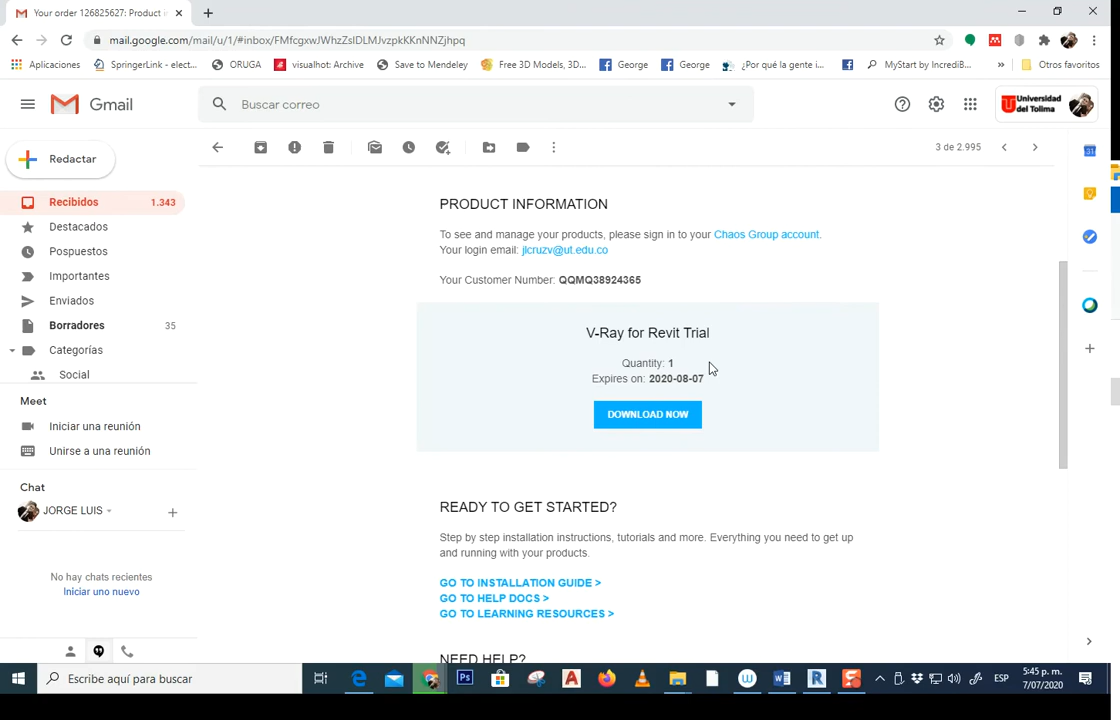 Your order 126825627: Product in
mail.google.com/mail/u/1/#inbox/FMfcgxwJWhzZslDLMJvzpkKKnNNZjhpq
Aplicaciones
SpringerLink - elect...
ORUGA
visualhot: Archive
Save to Mendeley
Free 3D Models, 3D...
George
George
¿Por qué la gente i...
MyStart by IncrediB...
»
Otros favoritos
Gmail
Buscar correo
Universidad
del Tolima
Redactar
3 de 2.995
Recibidos 1.343
Destacados
Pospuestos
Importantes
Enviados
Borradores 35
Categorías
Social
Meet
Iniciar una reunión
Unirse a una reunión
Chat
JORGE LUIS
No hay chats recientes
Iniciar uno nuevo
PRODUCT INFORMATION
To see and manage your products, please sign in to your Chaos Group account.
Your login email: jlcruzv@ut.edu.co
Your Customer Number: QQMQ38924365
V-Ray for Revit Trial
Quantity: 1
Expires on: 2020-08-07
DOWNLOAD NOW
READY TO GET STARTED?
Step by step installation instructions, tutorials and more. Everything you need to get up
and running with your products.
GO TO INSTALLATION GUIDE >
GO TO HELP DOCS >
GO TO LEARNING RESOURCES >
NEED HELP?
Escribe aquí para buscar
ESP
5:45 p. m.
7/07/2020